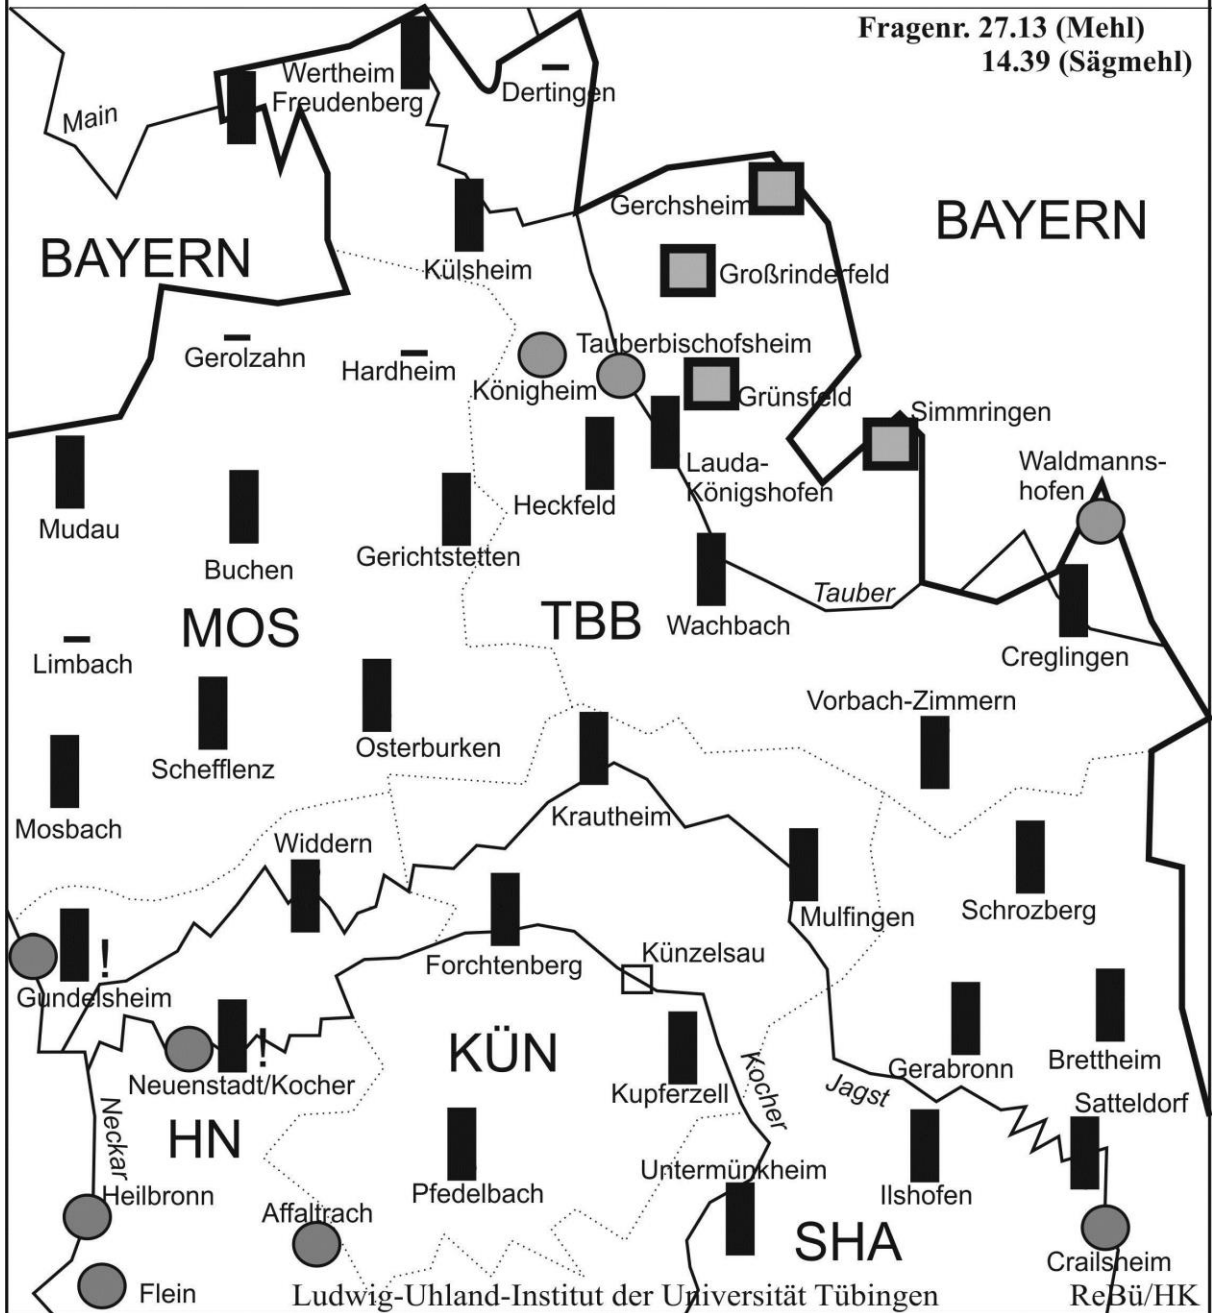 Fragenr. 27.13 (Mehl)
14.39 (Sägmehl)
Wertheim
Freudenberg
Dertingen
Main
Gerchsheim
BAYERN
BAYERN
Külsheim
Großrinderfeld
Gerolzahn
Hardheim
Tauberbischofsheim
Königheim
Grünsfeld
Simmringen
Lauda-
Königshofen
Waldmanns-
hofen
Heckfeld
Mudau
Buchen
Gerichtstetten
MOS
TBB
Tauber
Wachbach
Limbach
Creglingen
Vorbach-Zimmern
Schefflenz
Osterburken
Mosbach
Krautheim
Widdern
Mulfingen
Schrozberg
!
Gundelsheim
Forchtenberg
Künzelsau
!
Neuenstadt/Kocher
KÜN
Kupferzell
Kocher
Jagst
Gerabronn
Brettheim
Satteldorf
Neckar
HN
Heilbronn
Affaltrach
Pfedelbach
Untermünkheim
Ilshofen
SHA
Crailsheim
Flein
Ludwig-Uhland-Institut der Universität Tübingen
ReBü/HK